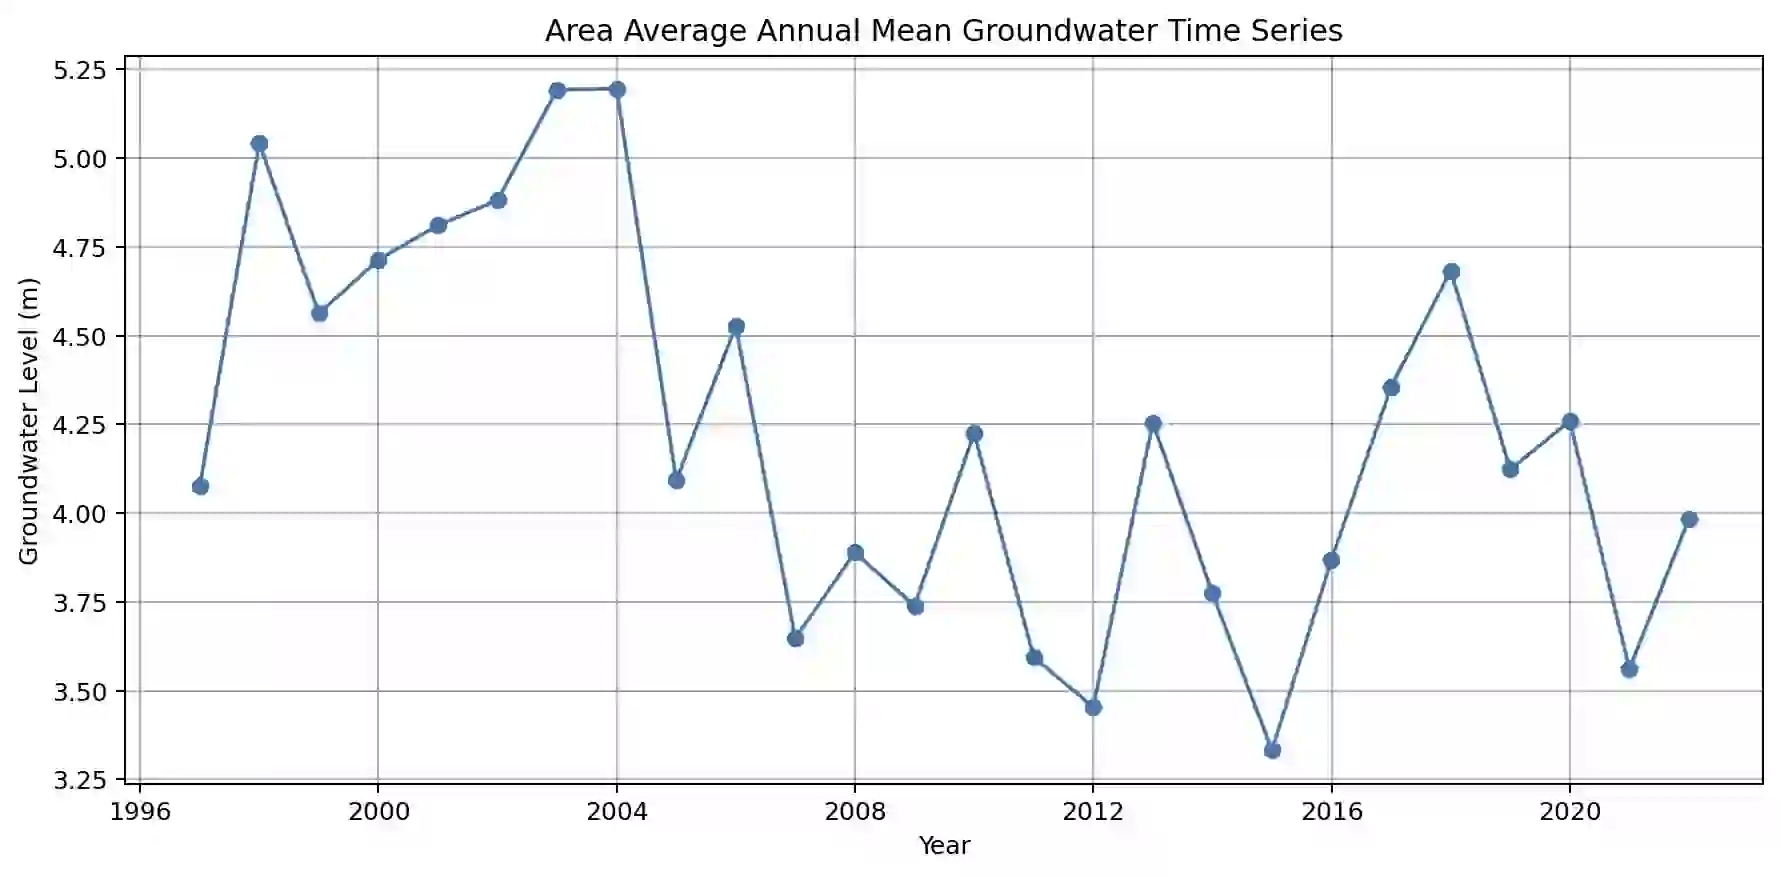 Area Average Annual Mean Groundwater Time Series
Groundwater Level (m)
5.25
5.00
4.75
4.50
4.25
4.00
3.75
3.50
3.25
1996 2000 2004 2008 2012 2016 2020
Year